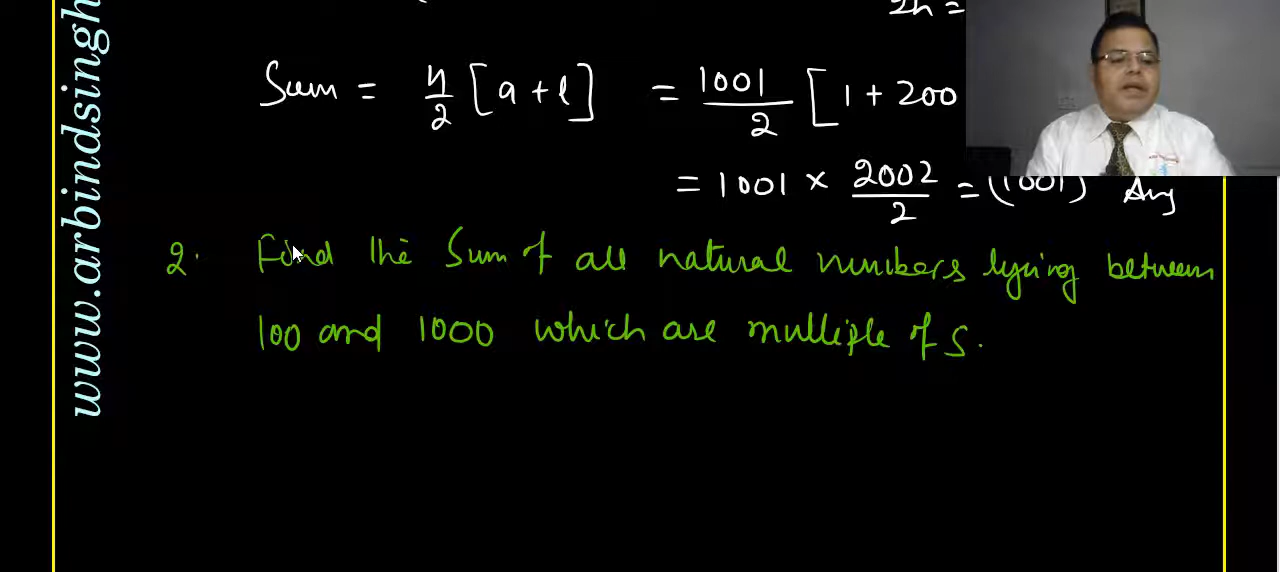 2n =
Sum = n/2 [a + l] = 1001/2 [1 + 200
= 1001 × 2002/2 = (1001) Ans
2. Find the Sum of all natural numbers lying between
100 and 1000 which are multiple of 5.
www.arbindsingh